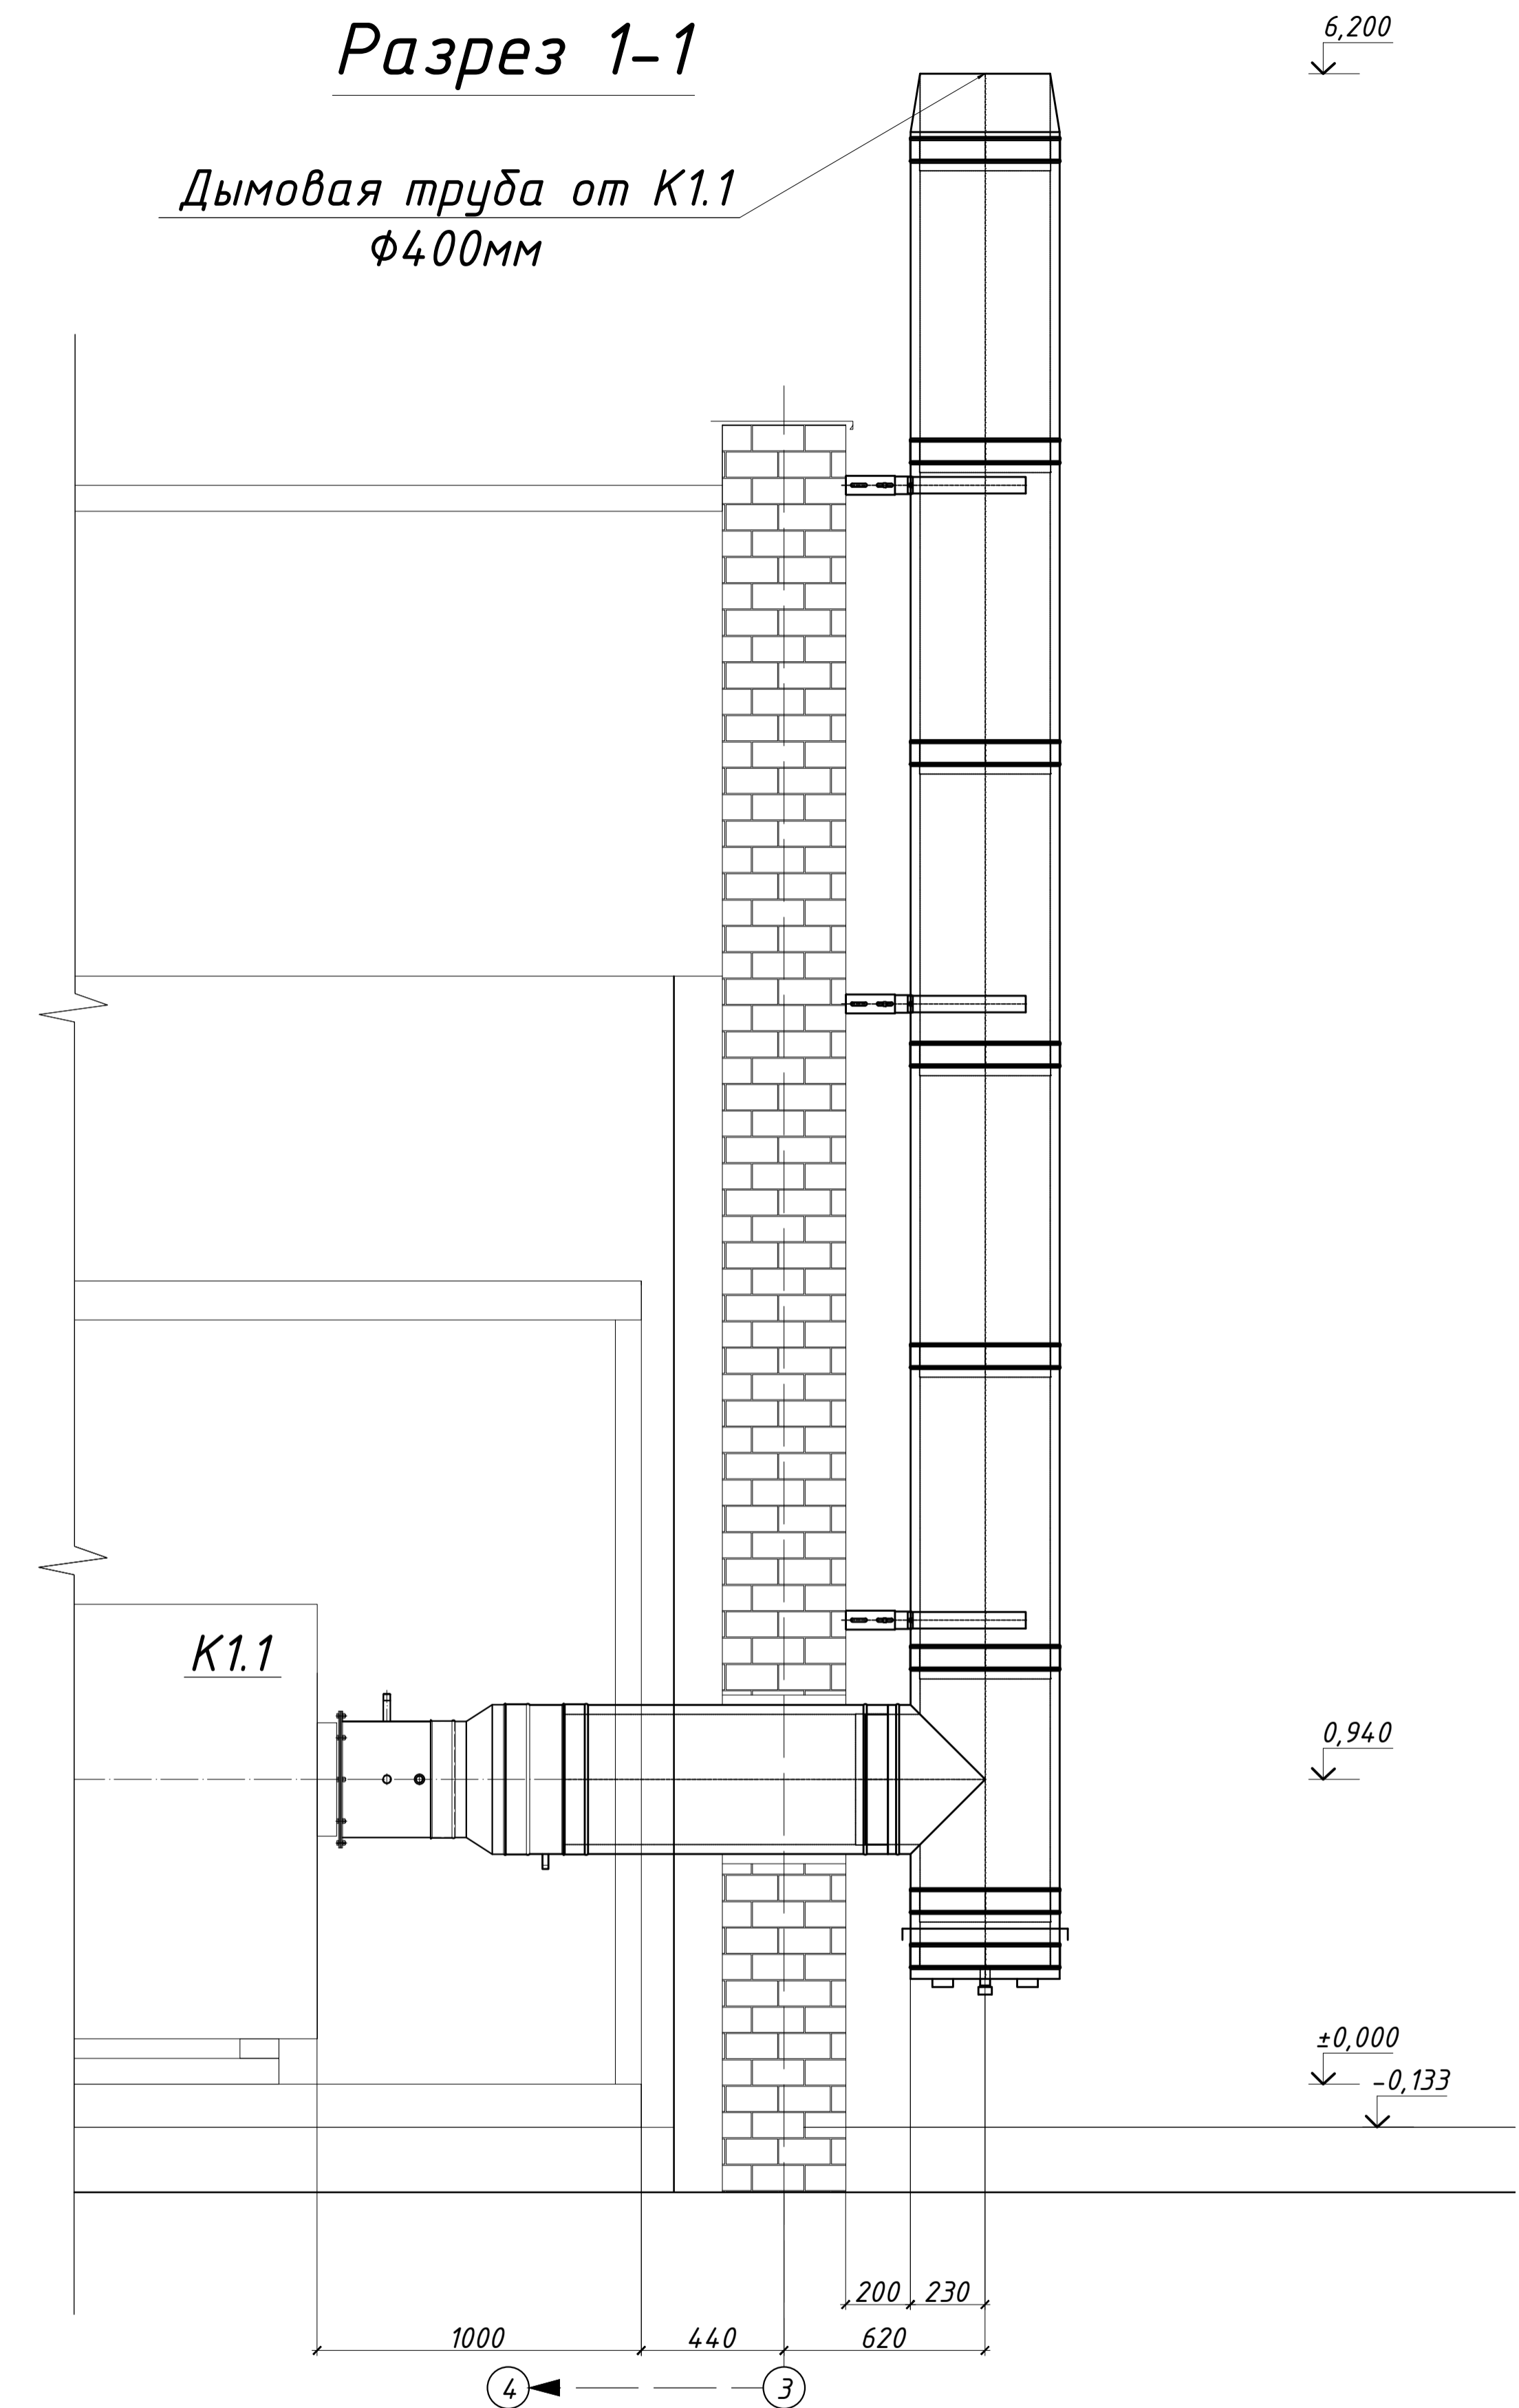 Разрез 1-1
6,200
Дымовая труба от К1.1
Ф400мм
К1.1
0,940
±0,000
-0,133
200 230
1000 440 620
4 3